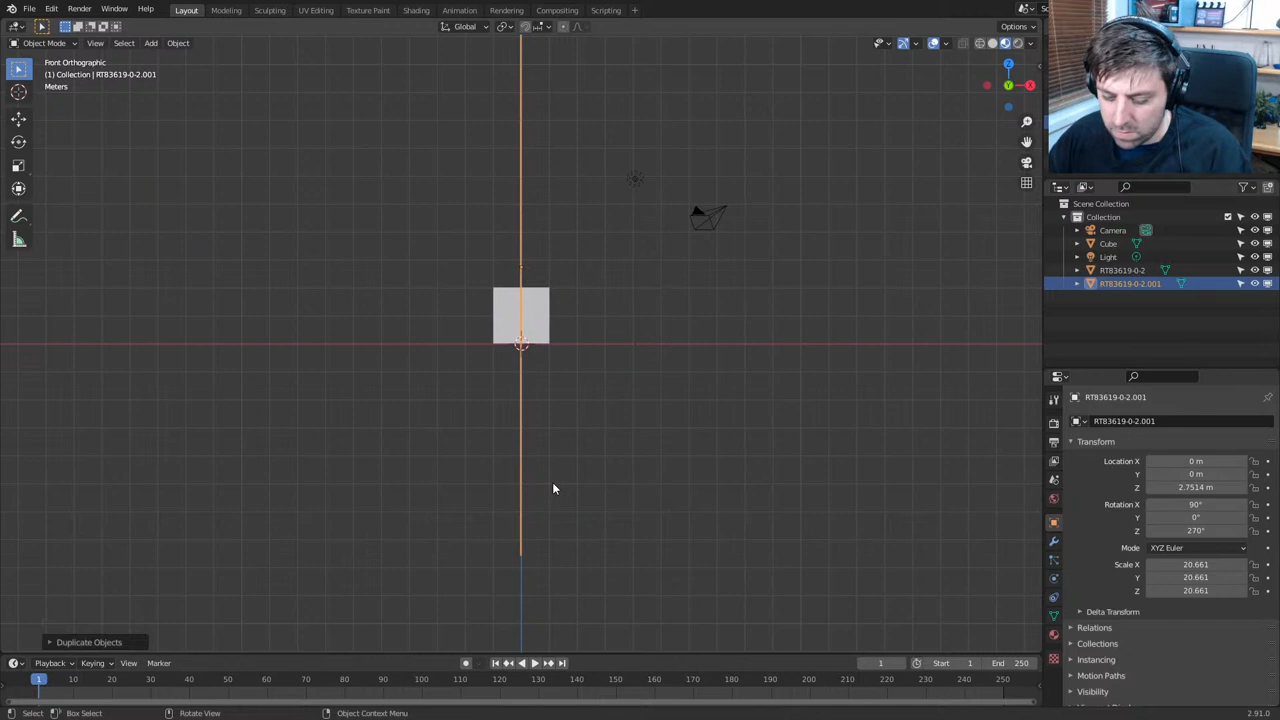 File Edit Render Window Help Layout Modeling Sculpting UV Editing Texture Paint Shading Animation Rendering Compositing Scripting +
Global Options
Object Mode View Select Add Object
Front Orthographic
(1) Collection | RT83619-0-2.001
Meters
Z
Y
X
Scene Collection
Collection
Camera
Cube
Light
RT83619-0-2
RT83619-0-2.001
RT83619-0-2.001
RT83619-0-2.001
Transform
Location X 0 m
Y 0 m
Z 2.7514 m
Rotation X 90°
Y 0°
Z 270°
Mode XYZ Euler
Scale X 20.661
Y 20.661
Z 20.661
Delta Transform
Relations
Collections
Instancing
Motion Paths
Visibility
Duplicate Objects
Playback Keying View Marker 1 Start 1 End 250
1 10 20 30 40 50 60 70 80 90 100 110 120 130 140 150 160 170 180 190 200 210 220 230 240 250
Select Box Select Rotate View Object Context Menu 2.91.0